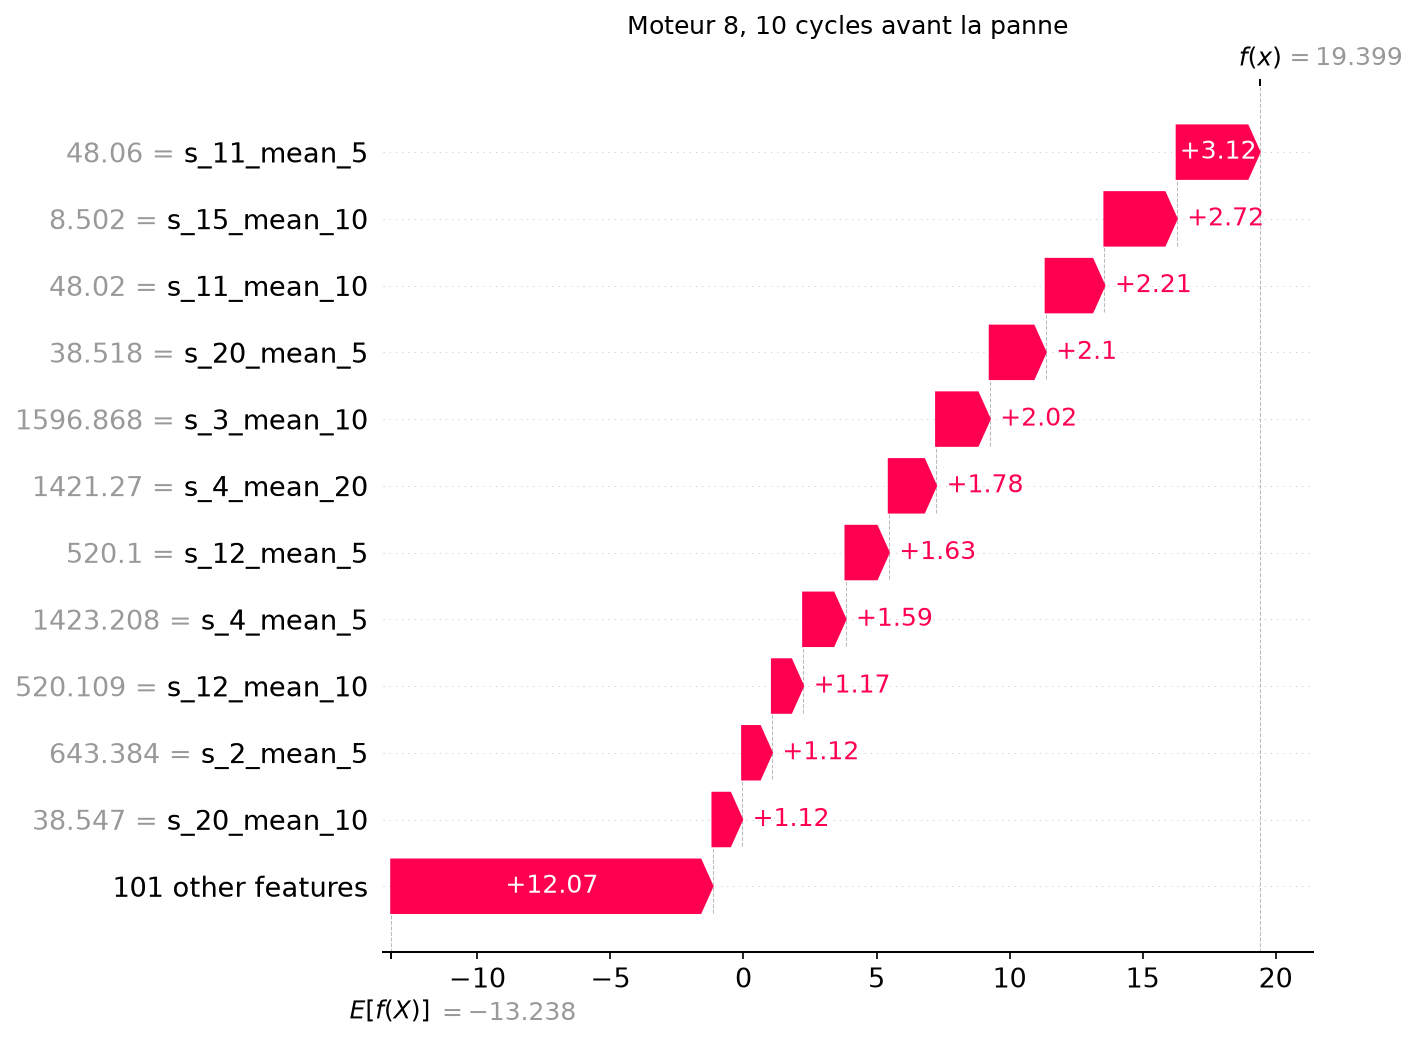 Moteur 8, 10 cycles avant la panne
f(x) = 19.399
48.06 = s_11_mean_5 +3.12
8.502 = s_15_mean_10 +2.72
48.02 = s_11_mean_10 +2.21
38.518 = s_20_mean_5 +2.1
1596.868 = s_3_mean_10 +2.02
1421.27 = s_4_mean_20 +1.78
520.1 = s_12_mean_5 +1.63
1423.208 = s_4_mean_5 +1.59
520.109 = s_12_mean_10 +1.17
643.384 = s_2_mean_5 +1.12
38.547 = s_20_mean_10 +1.12
101 other features +12.07
−10 −5 0 5 10 15 20
E[f(X)] = −13.238